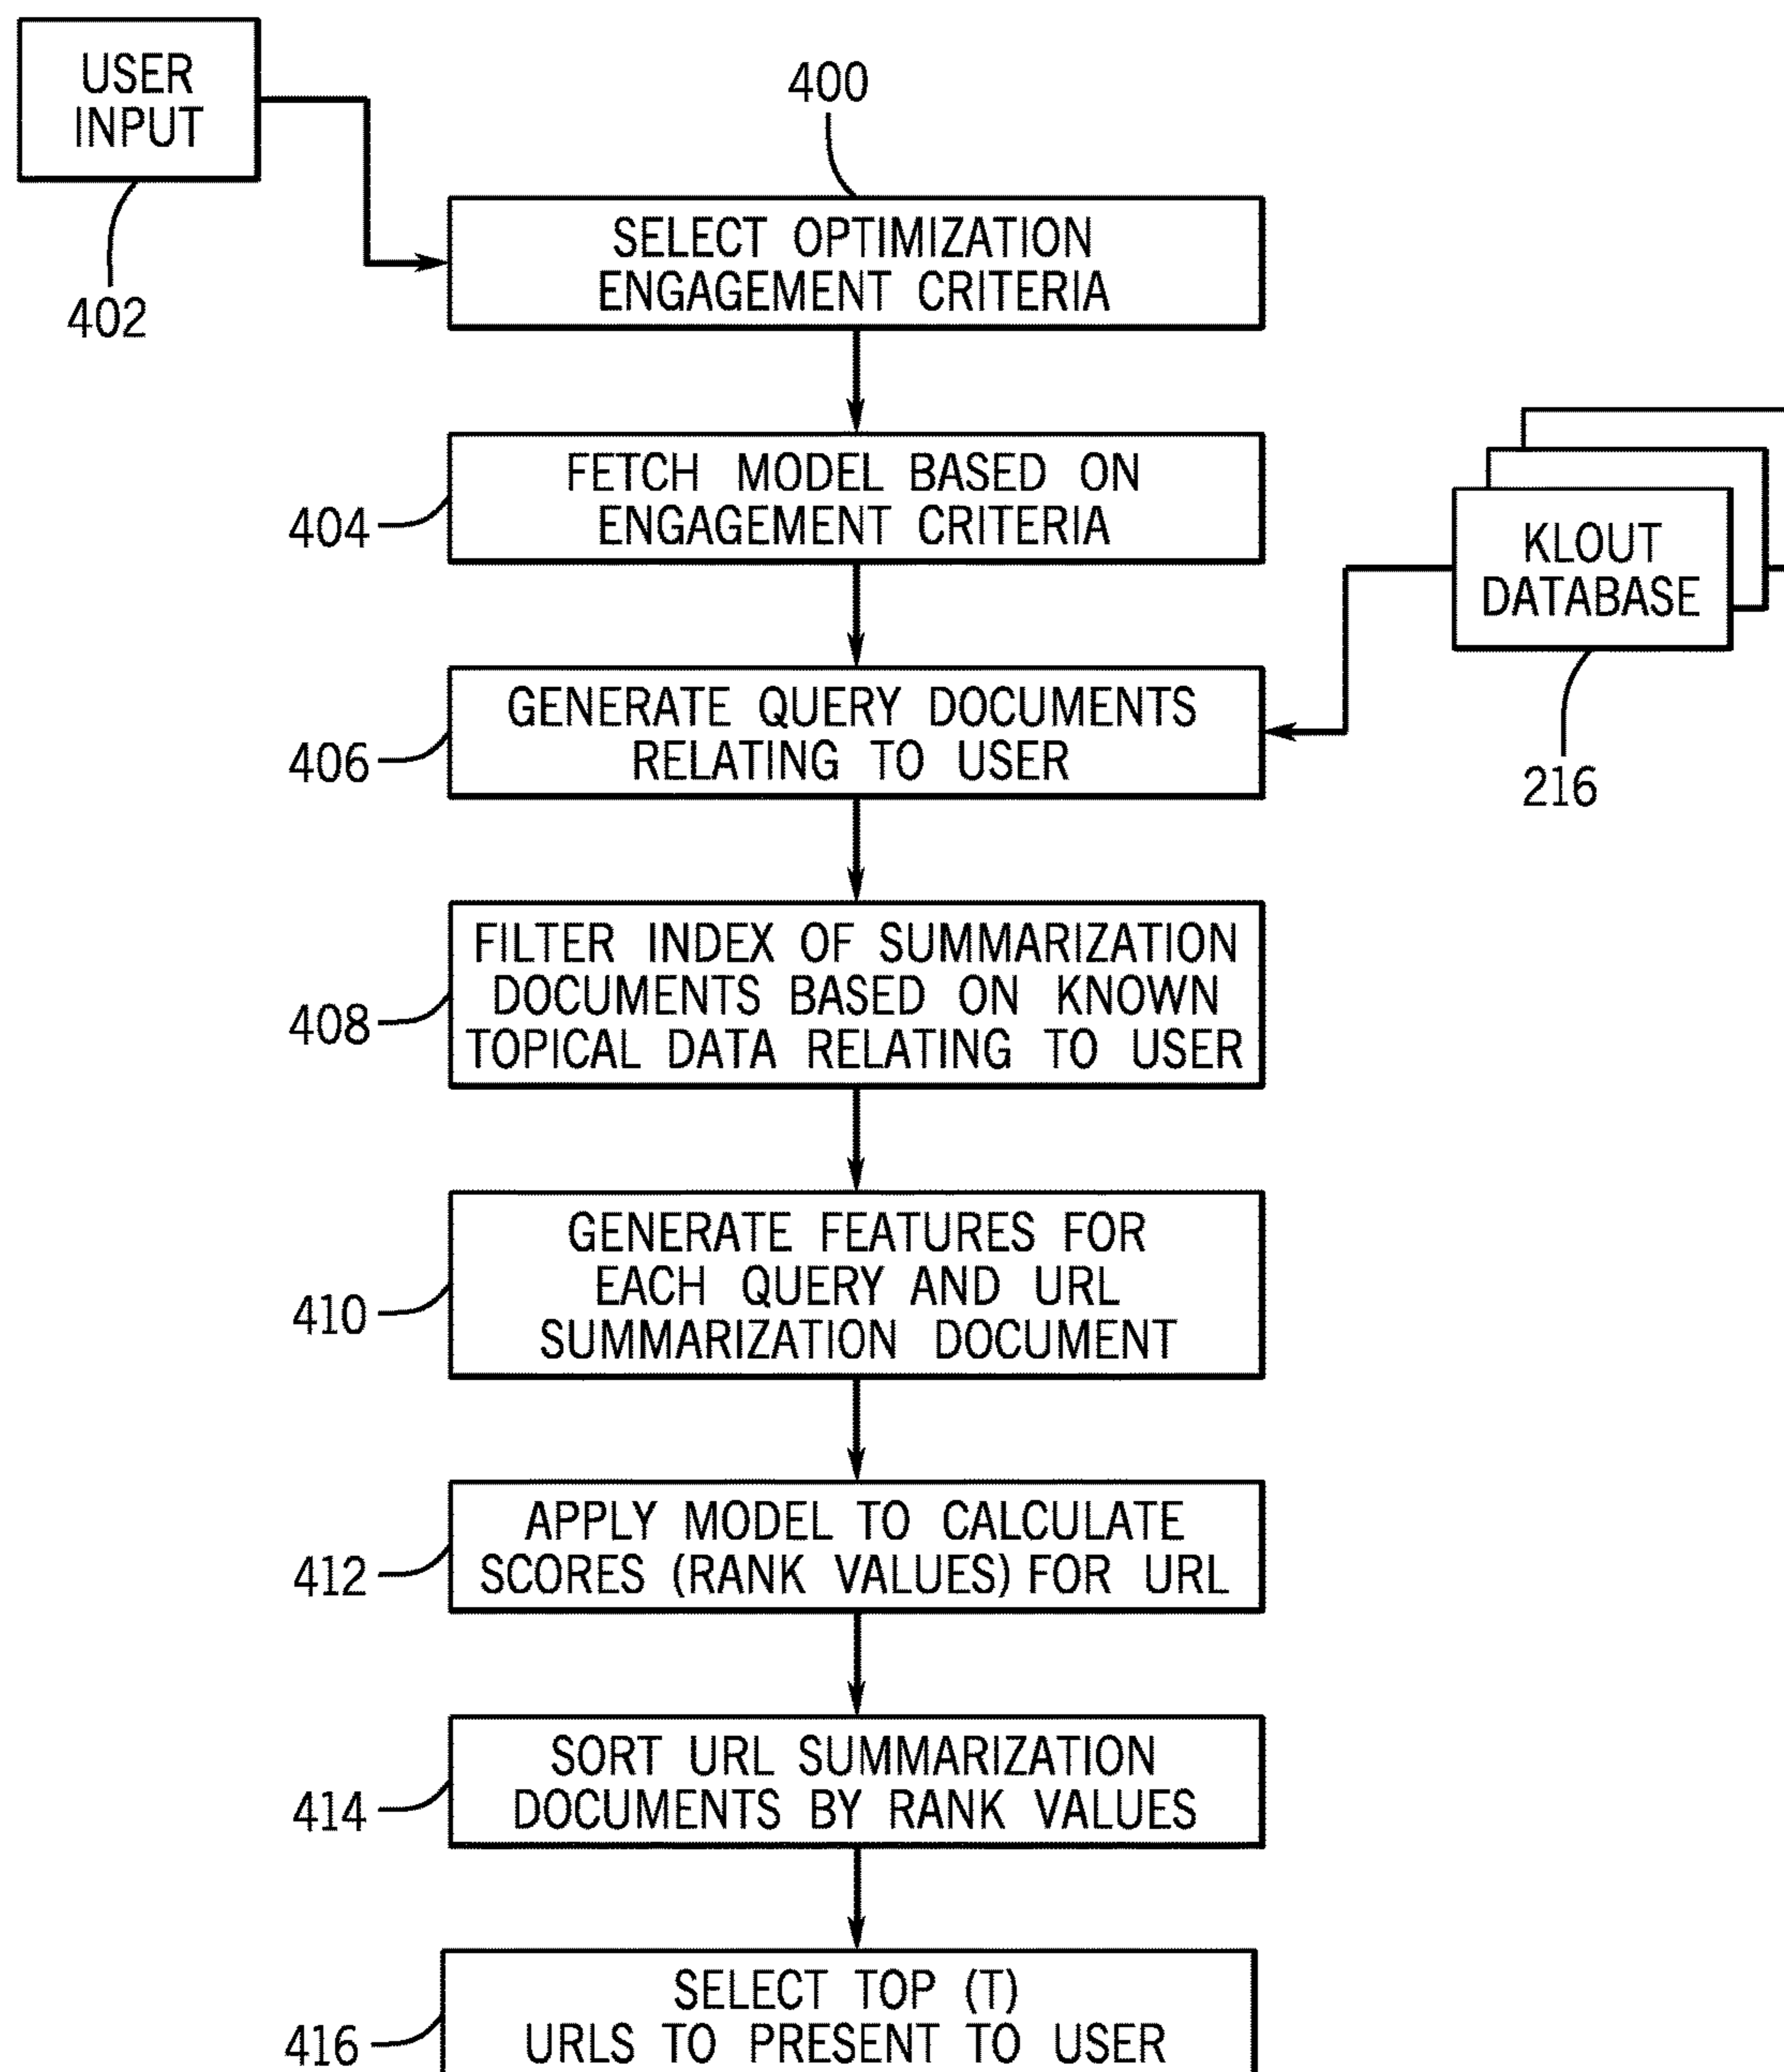 USER
INPUT
400
402
SELECT OPTIMIZATION
ENGAGEMENT CRITERIA
404
FETCH MODEL BASED ON
ENGAGEMENT CRITERIA
KLOUT
DATABASE
216
406
GENERATE QUERY DOCUMENTS
RELATING TO USER
408
FILTER INDEX OF SUMMARIZATION
DOCUMENTS BASED ON KNOWN
TOPICAL DATA RELATING TO USER
410
GENERATE FEATURES FOR
EACH QUERY AND URL
SUMMARIZATION DOCUMENT
412
APPLY MODEL TO CALCULATE
SCORES (RANK VALUES) FOR URL
414
SORT URL SUMMARIZATION
DOCUMENTS BY RANK VALUES
416
SELECT TOP (T)
URLS TO PRESENT TO USER